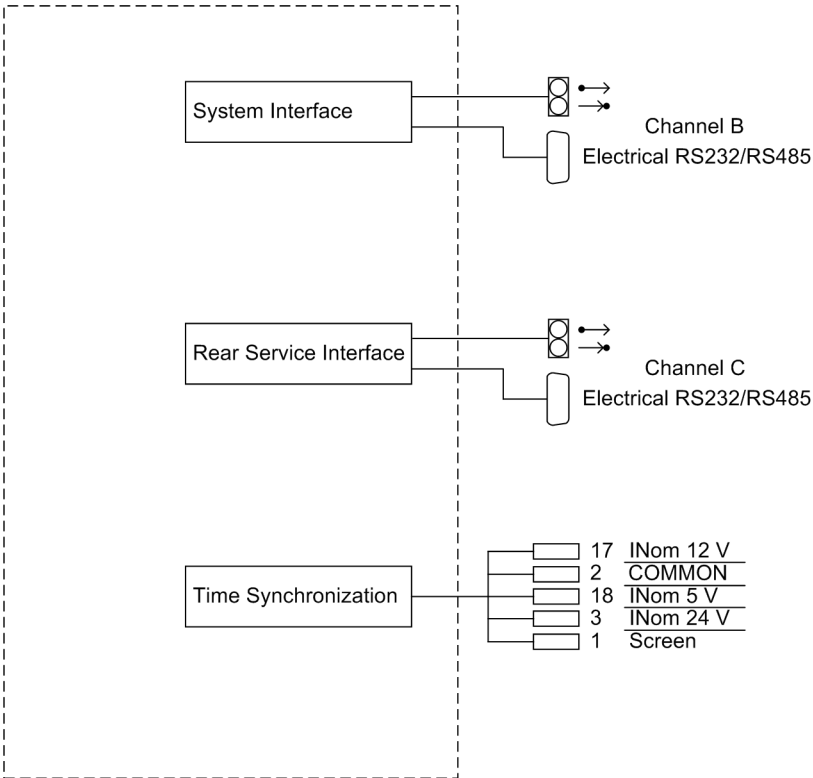 System Interface
Channel B
Electrical RS232/RS485
Rear Service Interface
Channel C
Electrical RS232/RS485
Time Synchronization
17 INom 12 V
2 COMMON
18 INom 5 V
3 INom 24 V
1 Screen